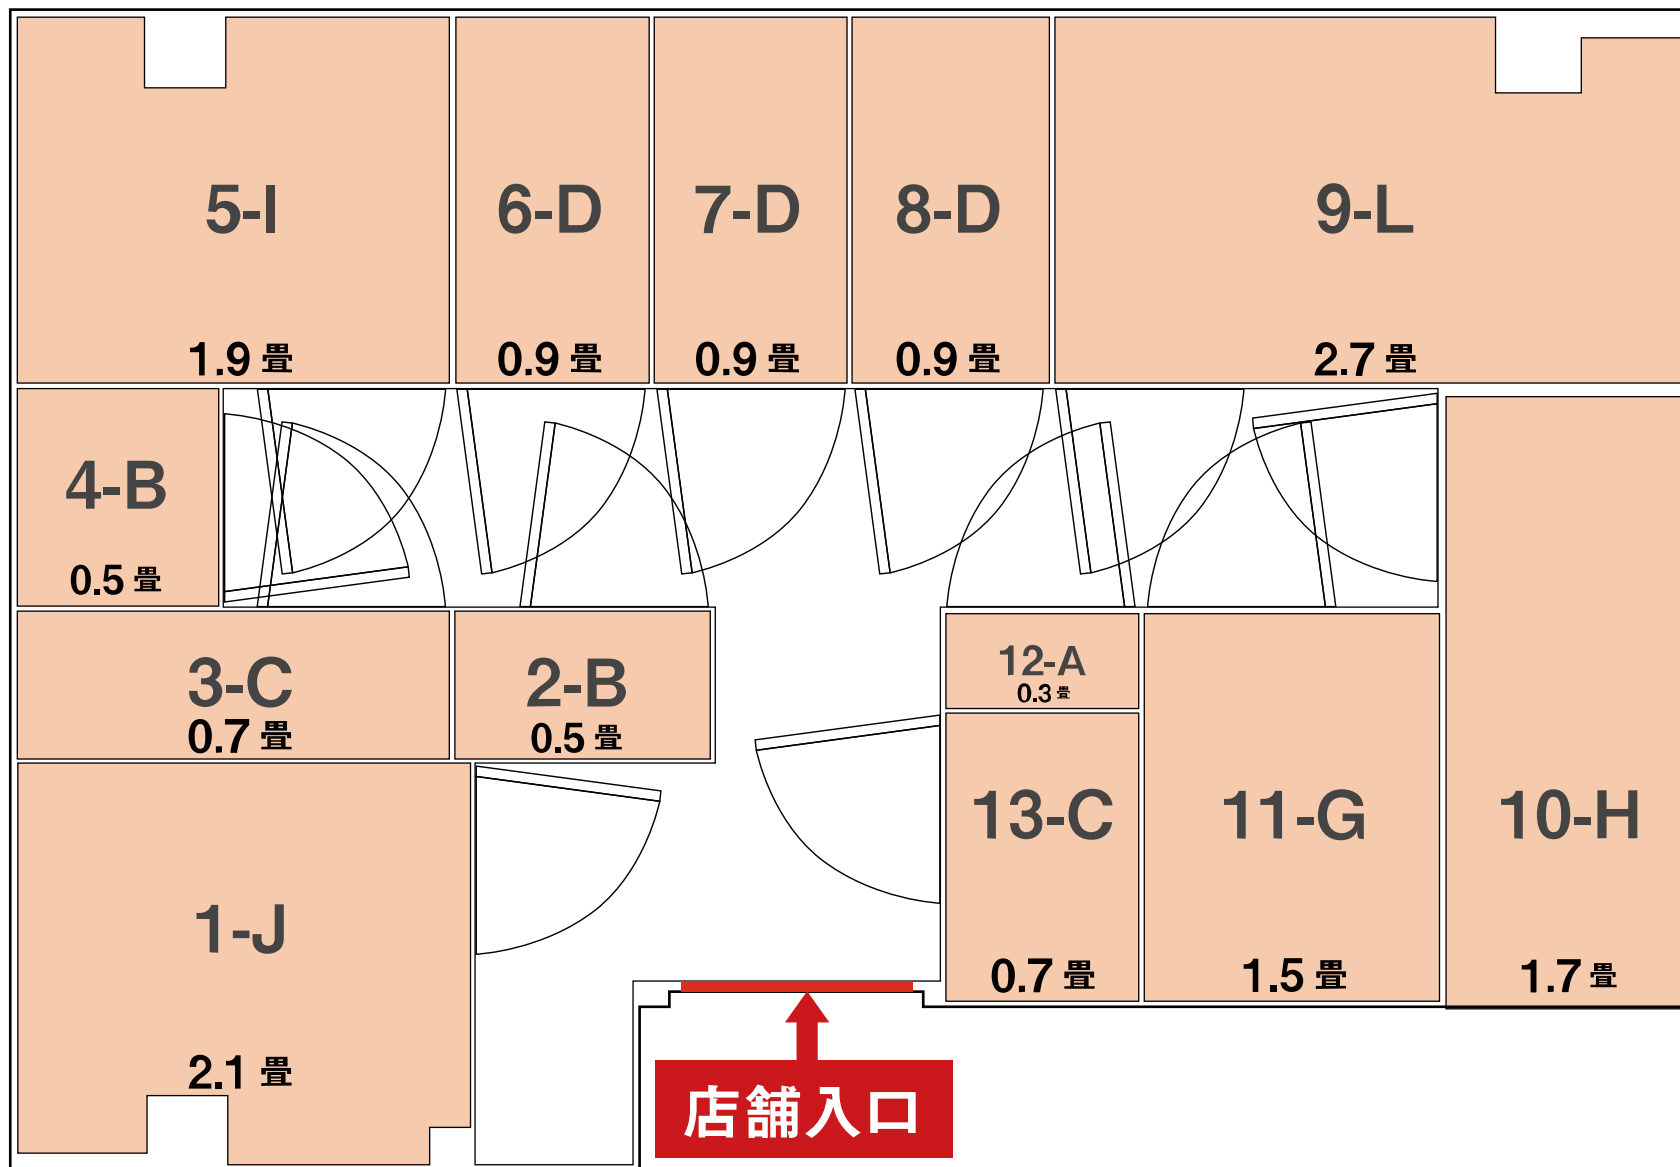 5-I
1.9 畳
6-D
0.9 畳
7-D
0.9 畳
8-D
0.9 畳
9-L
2.7 畳
4-B
0.5 畳
3-C
0.7 畳
2-B
0.5 畳
12-A
0.3 畳
13-C
0.7 畳
11-G
1.5 畳
10-H
1.7 畳
1-J
2.1 畳
店舗入口